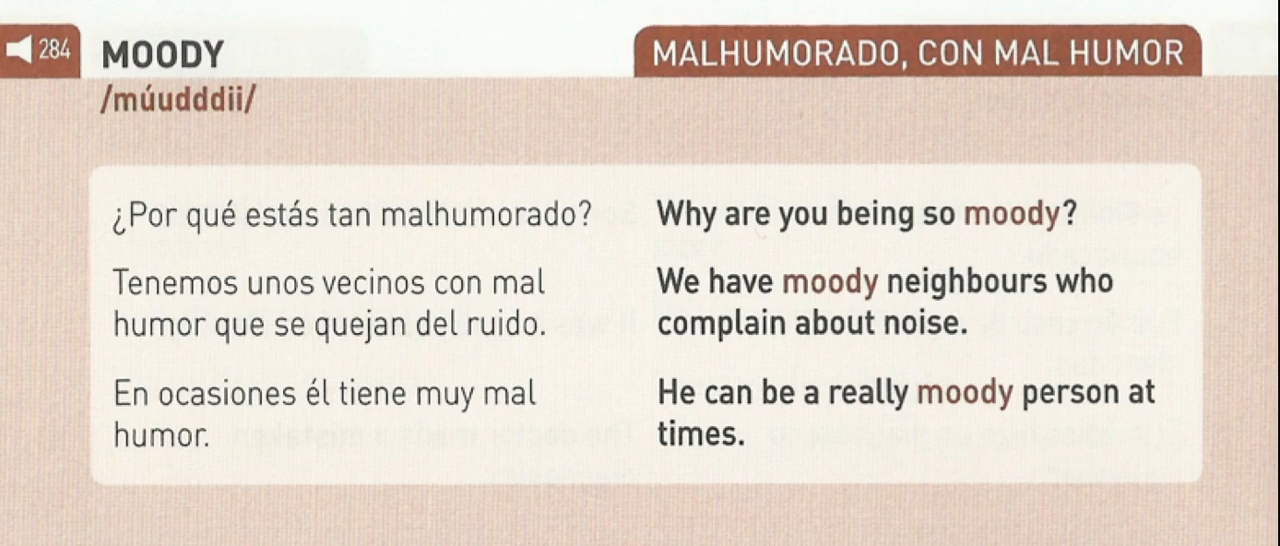 284 MOODY MALHUMORADO, CON MAL HUMOR
/múudddii/
¿Por qué estás tan malhumorado? Why are you being so moody?
Tenemos unos vecinos con mal We have moody neighbours who
humor que se quejan del ruido. complain about noise.
En ocasiones él tiene muy mal He can be a really moody person at
humor. times.